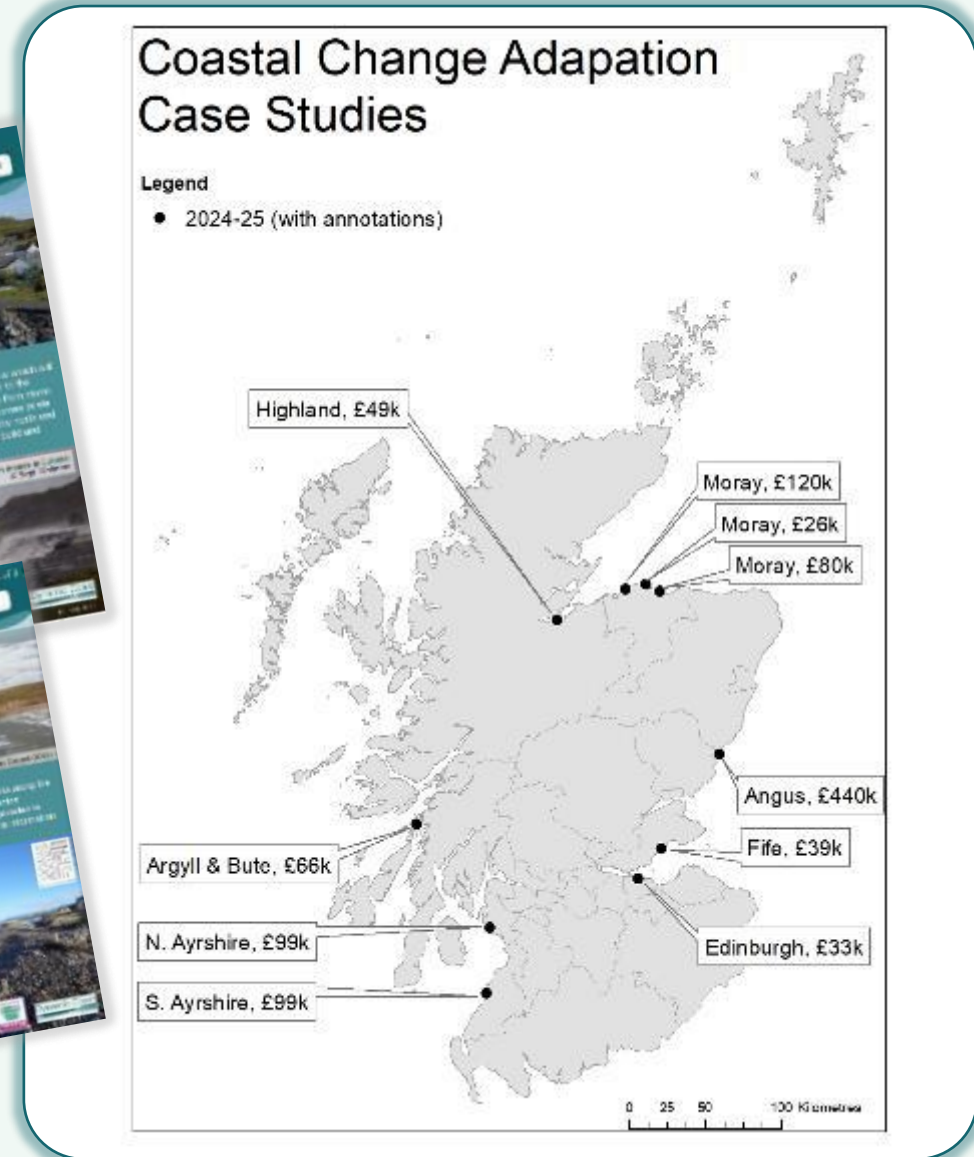 Coastal Change Adapation
Case Studies
Legend
2024-25 (with annotations)
Highland, £49k
Moray, £120k
Moray, £26k
Moray, £80k
Angus, £440k
Argyll & Bute, £66k
Fife, £39k
N. Ayrshire, £99k
Edinburgh, £33k
S. Ayrshire, £99k
0 25 50 100 Kilometres